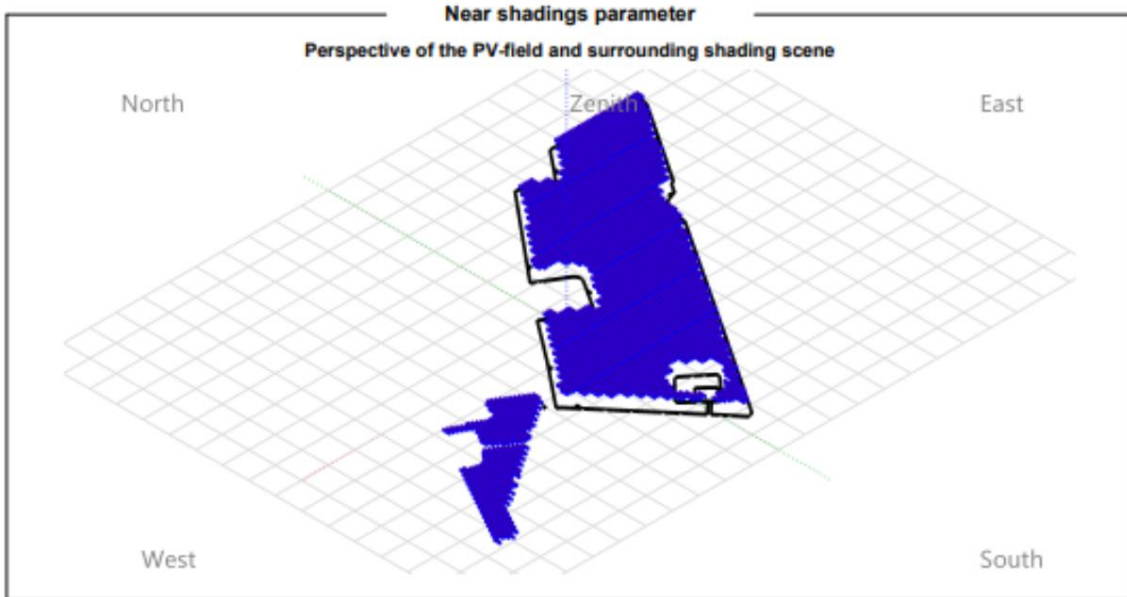 Near shadings parameter
Perspective of the PV-field and surrounding shading scene
North
Zenith
East
West
South